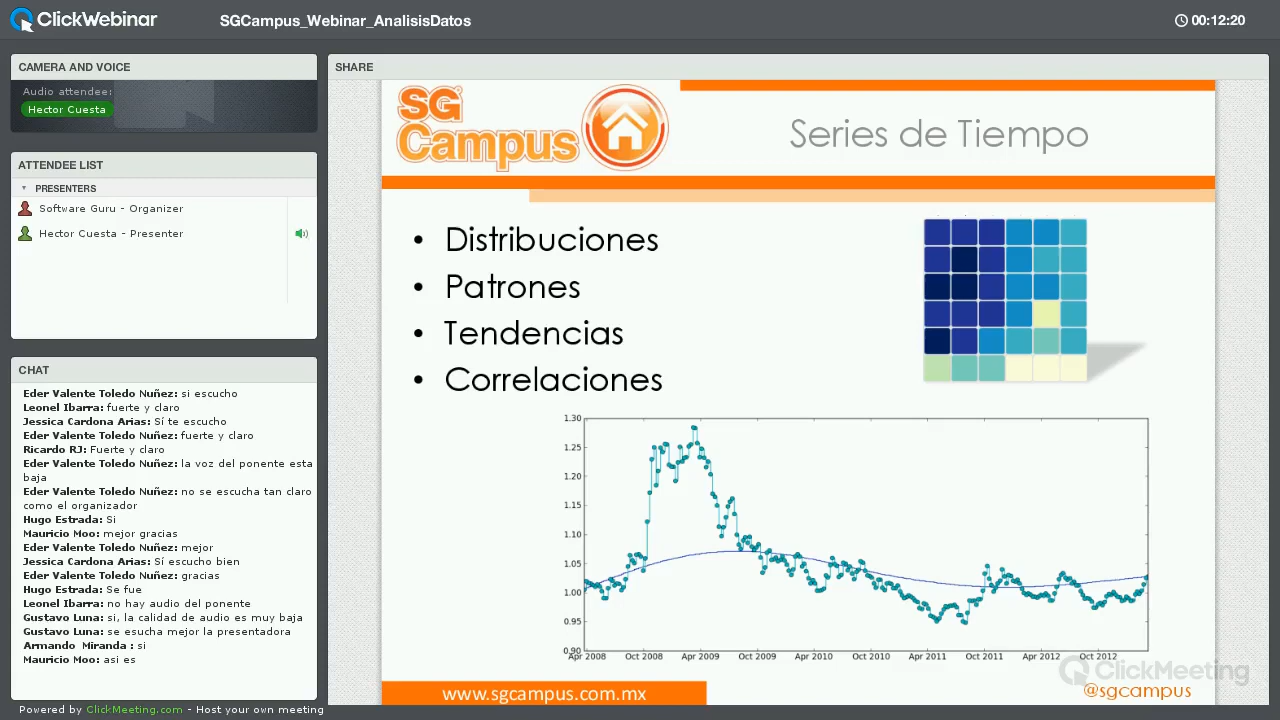 ClickWebinar
SGCampus_Webinar_AnalisisDatos
00:12:20
CAMERA AND VOICE
Audio attendee:
Hector Cuesta
ATTENDEE LIST
PRESENTERS
Software Guru - Organizer
Hector Cuesta - Presenter
CHAT
Eder Valente Toledo Nuñez: si escucho
Leonel Ibarra: fuerte y claro
Jessica Cardona Arias: Sí te escucho
Eder Valente Toledo Nuñez: fuerte y claro
Ricardo RJ: Fuerte y claro
Eder Valente Toledo Nuñez: la voz del ponente esta
baja
Eder Valente Toledo Nuñez: no se escucha tan claro
como el organizador
Hugo Estrada: Si
Mauricio Moo: mejor gracias
Eder Valente Toledo Nuñez: mejor
Jessica Cardona Arias: Sí escucho bien
Eder Valente Toledo Nuñez: gracias
Hugo Estrada: Se fue
Leonel Ibarra: no hay audio del ponente
Gustavo Luna: si, la calidad de audio es muy baja
Gustavo Luna: se esucha mejor la presentadora
Armando Miranda : si
Mauricio Moo: asi es
Powered by ClickMeeting.com - Host your own meeting
SHARE
SG
Campus
Series de Tiempo
• Distribuciones
• Patrones
• Tendencias
• Correlaciones
1.30
1.25
1.20
1.15
1.10
1.05
1.00
0.95
0.90
Apr 2008 Oct 2008 Apr 2009 Oct 2009 Apr 2010 Oct 2010 Apr 2011 Oct 2011 Apr 2012 Oct 2012
ClickMeeting
www.sgcampus.com.mx
@sgcampus